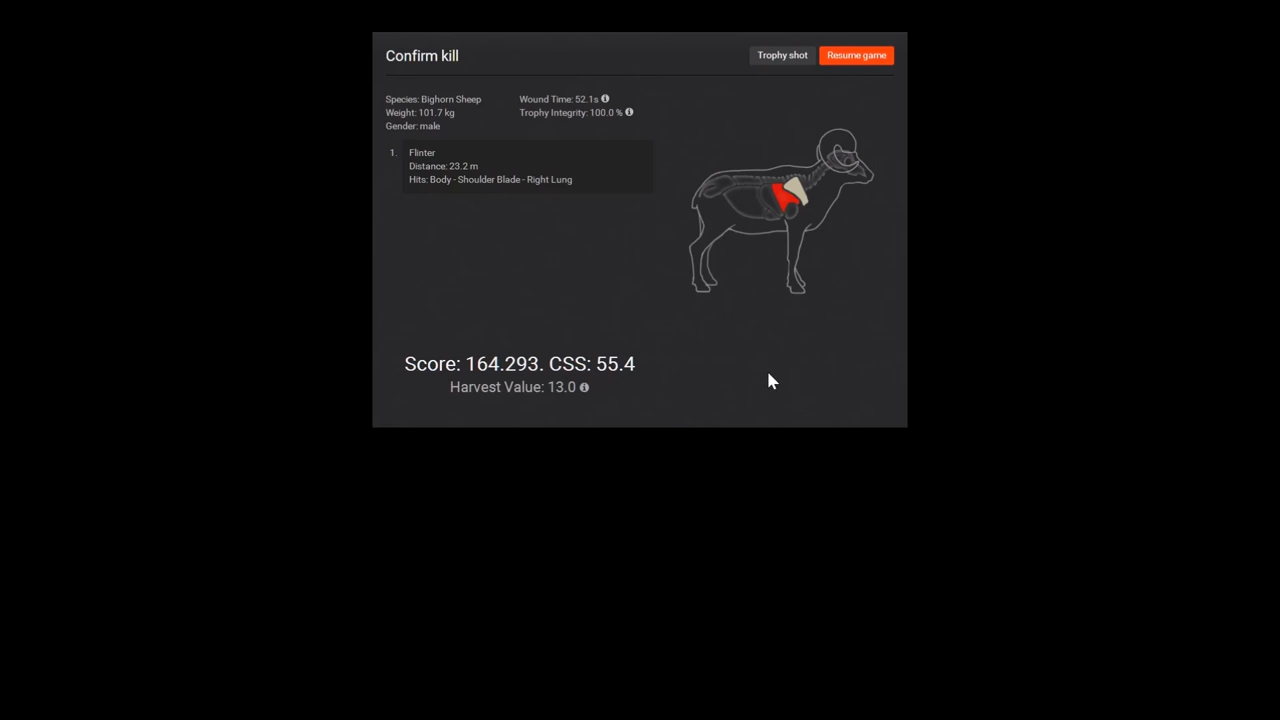 Confirm kill
Trophy shot
Resume game
Species: Bighorn Sheep
Weight: 101.7 kg
Gender: male
Wound Time: 52.1s
Trophy Integrity: 100.0 %
1.
Flinter
Distance: 23.2 m
Hits: Body - Shoulder Blade - Right Lung
Score: 164.293. CSS: 55.4
Harvest Value: 13.0